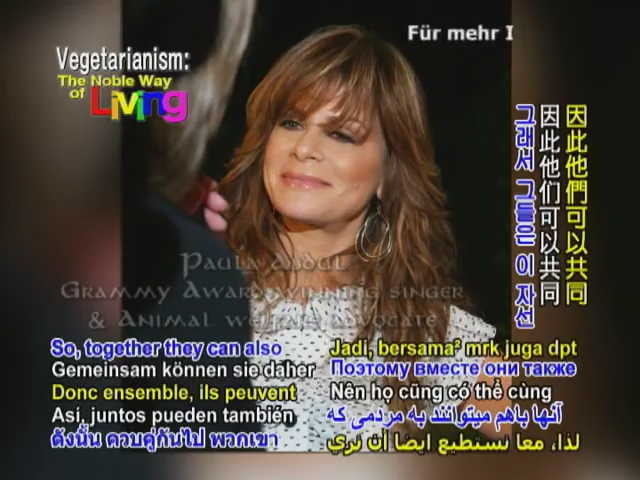 Für mehr I
Vegetarianism:
The Noble Way
of Living
因此他們可以共同
因此他们可以共同
그래서 그들은 이 자선
Paula Abdul
Grammy Award-winning singer
& Animal welfare advocate
So, together they can also
Jadi, bersama² mrk juga dpt
Gemeinsam können sie daher
Поэтому вместе они также
Donc ensemble, ils peuvent
Nên họ cũng có thể cùng
Así, juntos pueden también
آنها باهم میتوانند به مردمی که
ดังนั้น ควบคู่กันไป พวกเขา
لذا، معا نستطيع ايضا أن نري